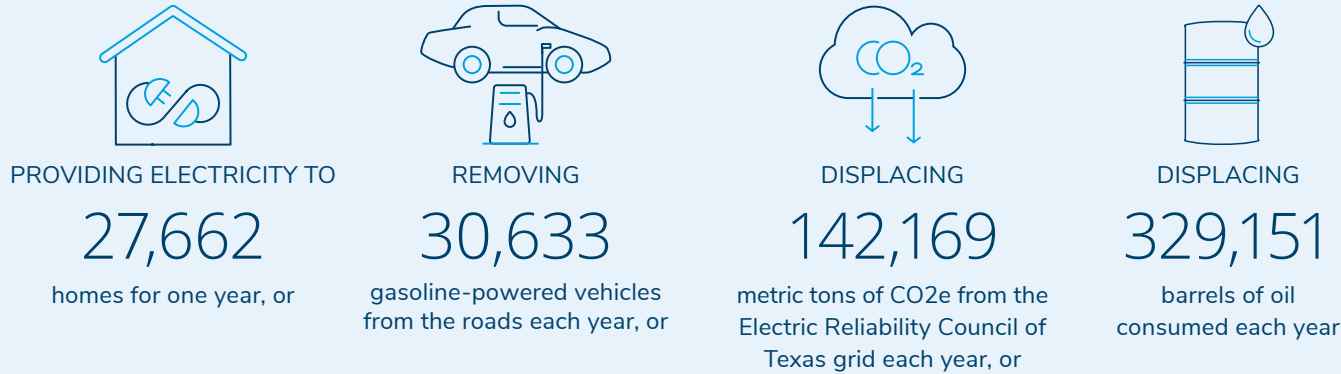 CO2
PROVIDING ELECTRICITY TO
27,662
homes for one year, or
REMOVING
30,633
gasoline-powered vehicles
from the roads each year, or
DISPLACING
142,169
metric tons of CO2e from the
Electric Reliability Council of
Texas grid each year, or
DISPLACING
329,151
barrels of oil
consumed each year